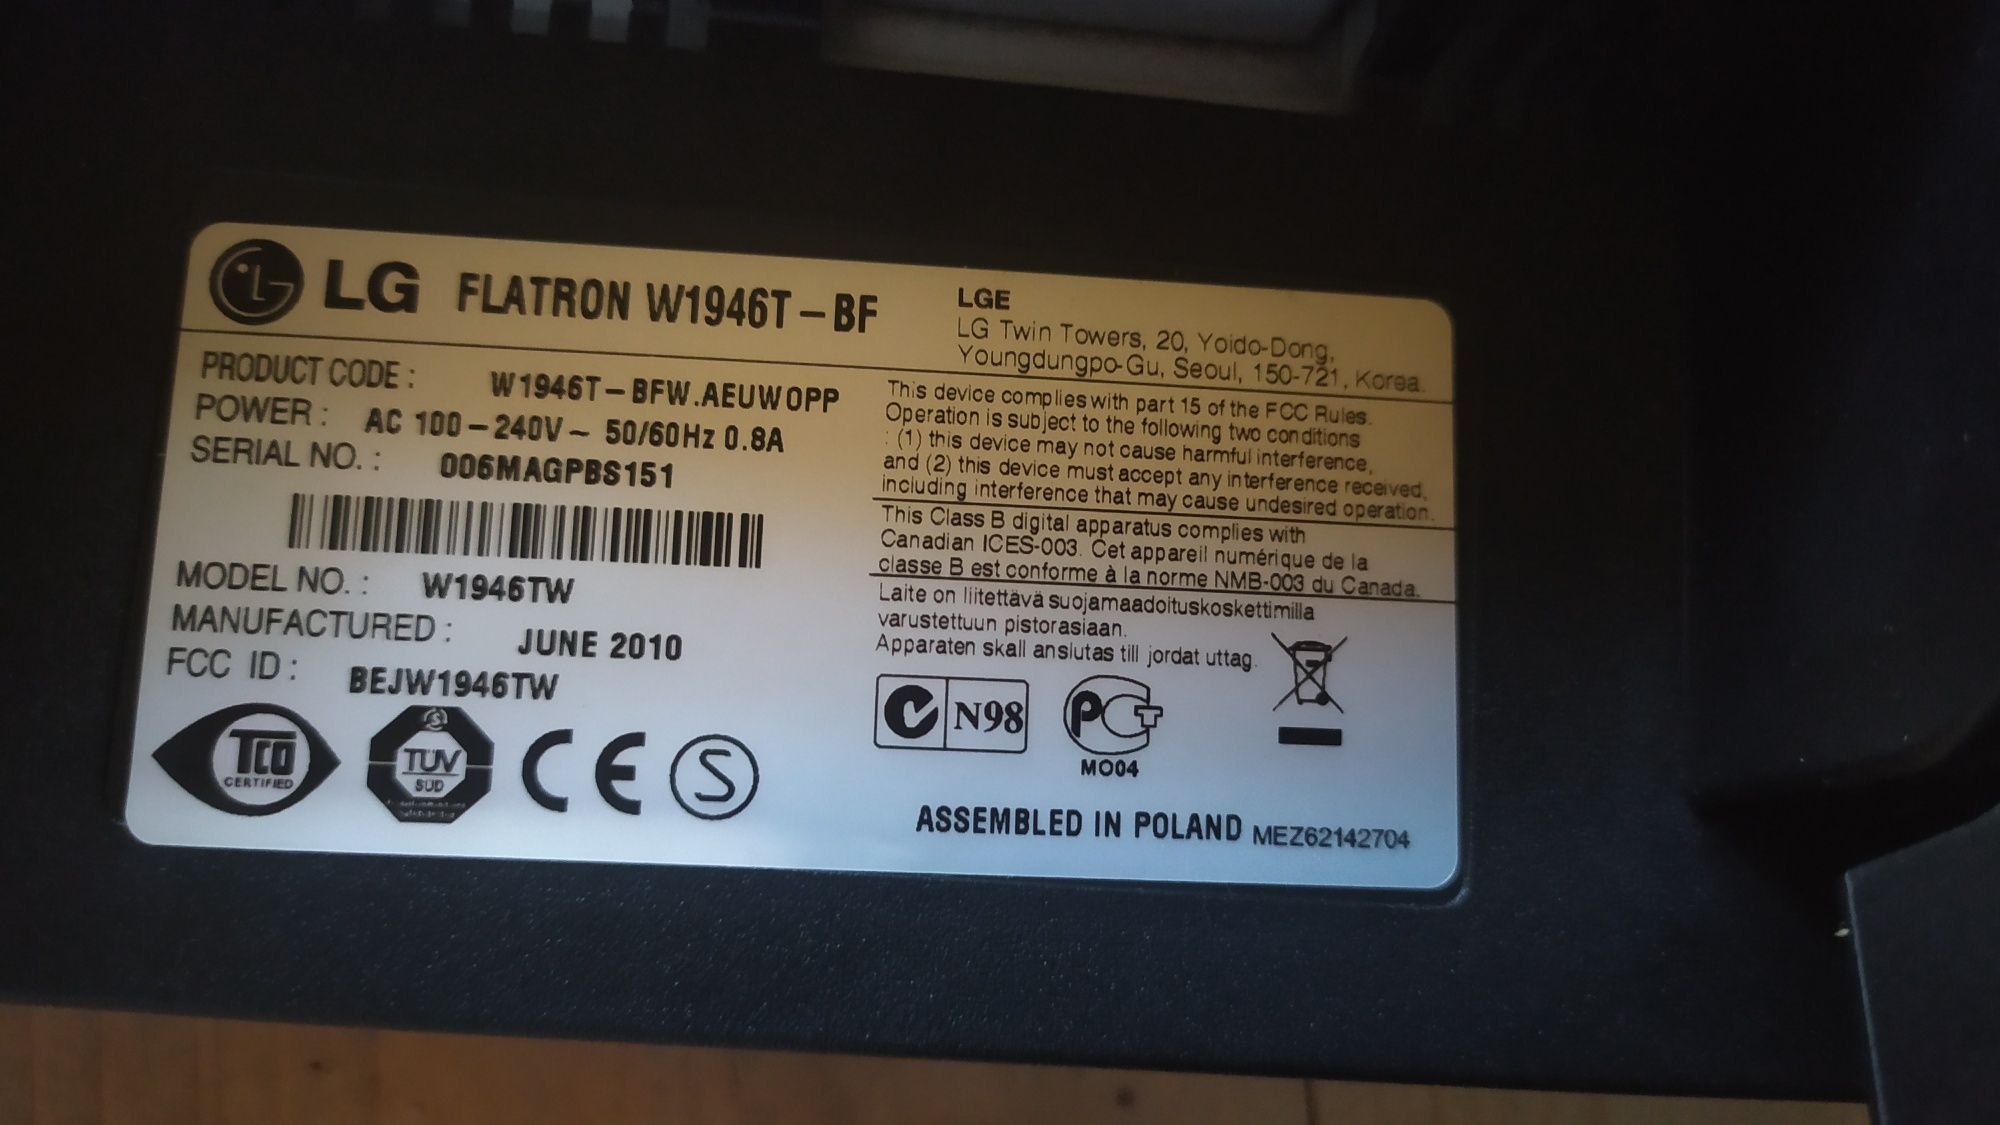 LG FLATRON W1946T-BF
LGE
LG Twin Towers, 20, Yoido-Dong,
Youngdungpo-Gu, Seoul, 150-721, Korea.
PRODUCT CODE : W1946T-BFW.AEUWOPP
POWER : AC 100-240V~ 50/60Hz 0.8A
SERIAL NO. : 006MAGPBS151
MODEL NO. : W1946TW
MANUFACTURED : JUNE 2010
FCC ID : BEJW1946TW
TCO
CERTIFIED
TÜV
SÜD
CE
S
This device complies with part 15 of the FCC Rules.
Operation is subject to the following two conditions
: (1) this device may not cause harmful interference,
and (2) this device must accept any interference received,
including interference that may cause undesired operation.
This Class B digital apparatus complies with
Canadian ICES-003. Cet appareil numérique de la
classe B est conforme à la norme NMB-003 du Canada.
Laite on liitettävä suojamaadoituskoskettimilla
varustettuun pistorasiaan.
Apparaten skall anslutas till jordat uttag.
N98
PCT
MO04
ASSEMBLED IN POLAND MEZ62142704